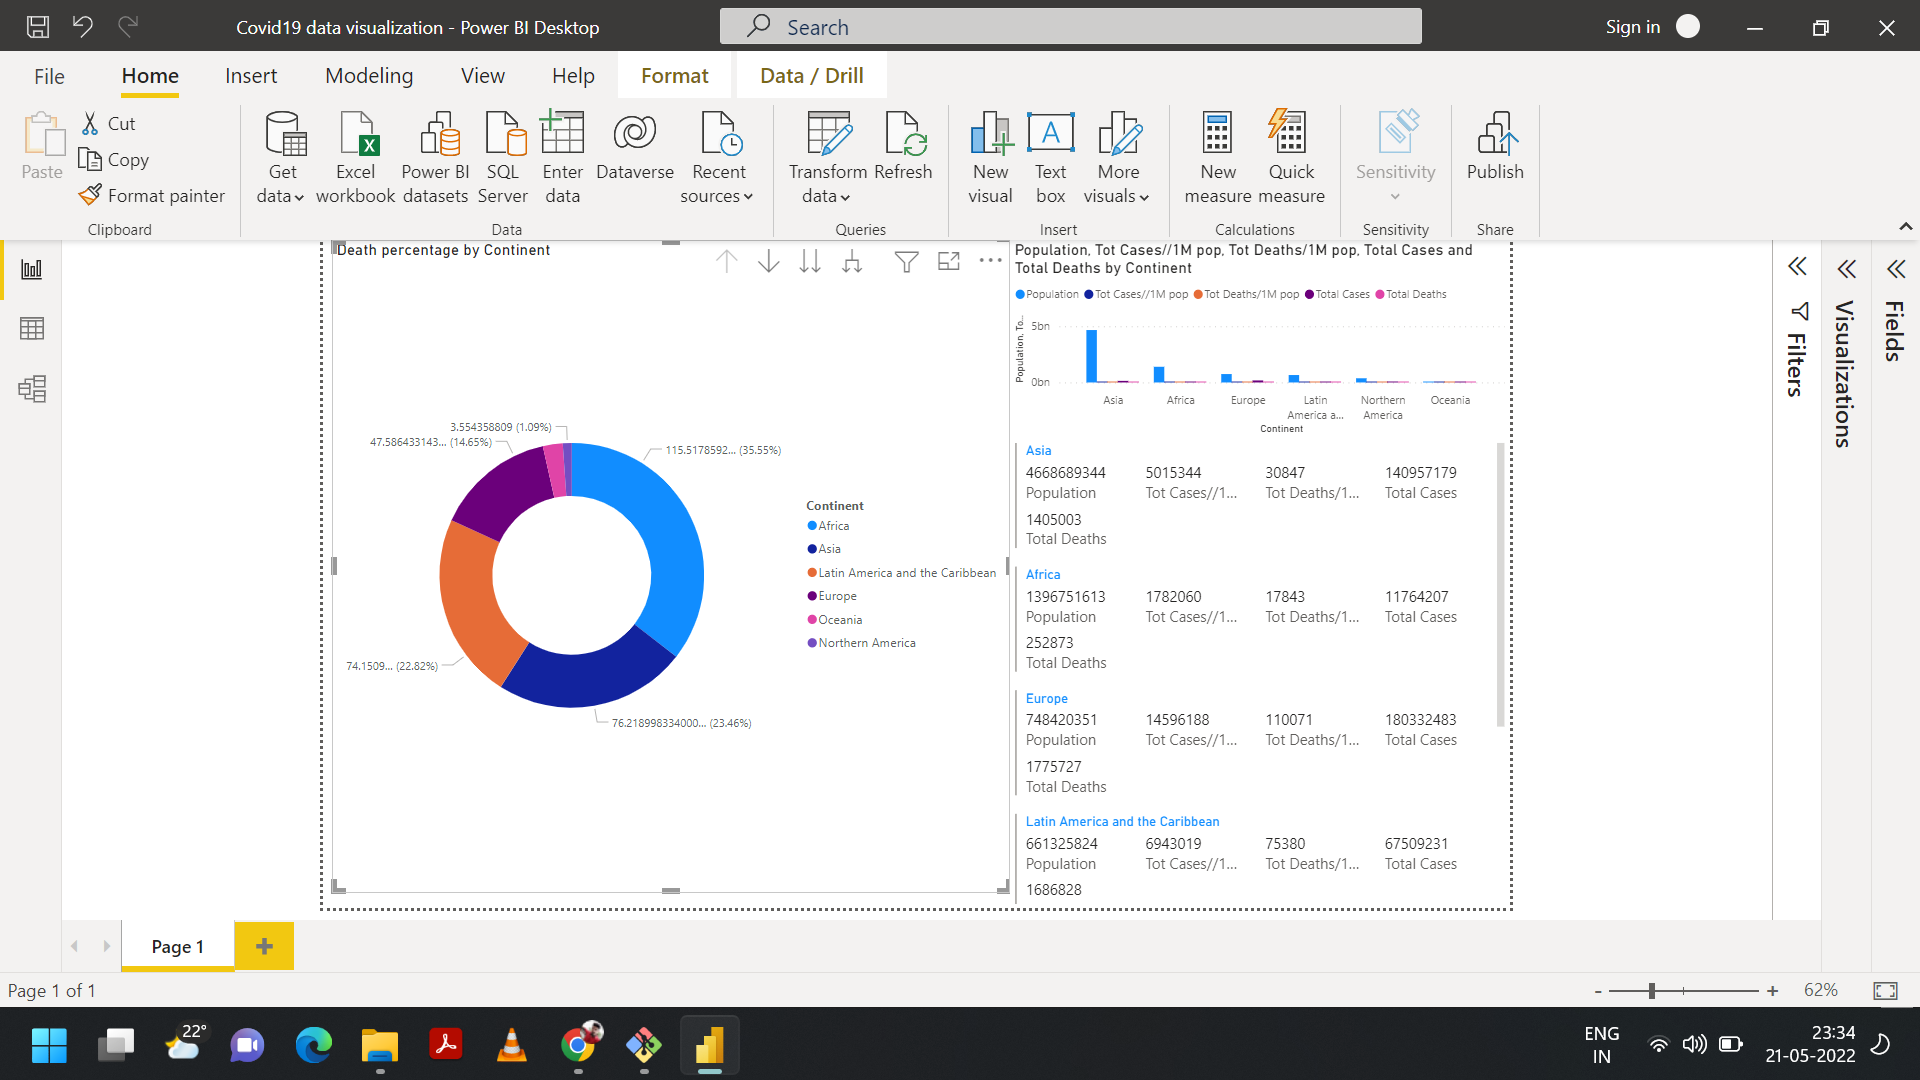 Covid19 data visualization - Power BI Desktop
Search
Sign in
File
Home
Insert
Modeling
View
Help
Format
Data / Drill
Paste
Cut
Copy
Format painter
Clipboard
Get data
Excel workbook
Power BI datasets
SQL Server
Enter data
Dataverse
Recent sources
Data
Transform data
Refresh
Queries
New visual
Text box
More visuals
Insert
New measure
Quick measure
Calculations
Sensitivity
Sensitivity
Publish
Share
Death percentage by Continent
3.554358809 (1.09%)
47.586433143... (14.65%)
115.5178592... (35.55%)
74.1509... (22.82%)
76.218998334000... (23.46%)
Continent
Africa
Asia
Latin America and the Caribbean
Europe
Oceania
Northern America
Population, Tot Cases//1M pop, Tot Deaths/1M pop, Total Cases and
Total Deaths by Continent
Population Tot Cases//1M pop Tot Deaths/1M pop Total Cases Total Deaths
Population, To...
5bn
0bn
Asia Africa Europe Latin America a... Northern America Oceania
Continent
Asia
4668689344 5015344 30847 140957179
Population Tot Cases//1... Tot Deaths/1... Total Cases
1405003
Total Deaths
Africa
1396751613 1782060 17843 11764207
Population Tot Cases//1... Tot Deaths/1... Total Cases
252873
Total Deaths
Europe
748420351 14596188 110071 180332483
Population Tot Cases//1... Tot Deaths/1... Total Cases
1775727
Total Deaths
Latin America and the Caribbean
661325824 6943019 75380 67509231
Population Tot Cases//1... Tot Deaths/1... Total Cases
1686828
Filters
Visualizations
Fields
Page 1
Page 1 of 1
62%
22°
ENG
IN
23:34
21-05-2022